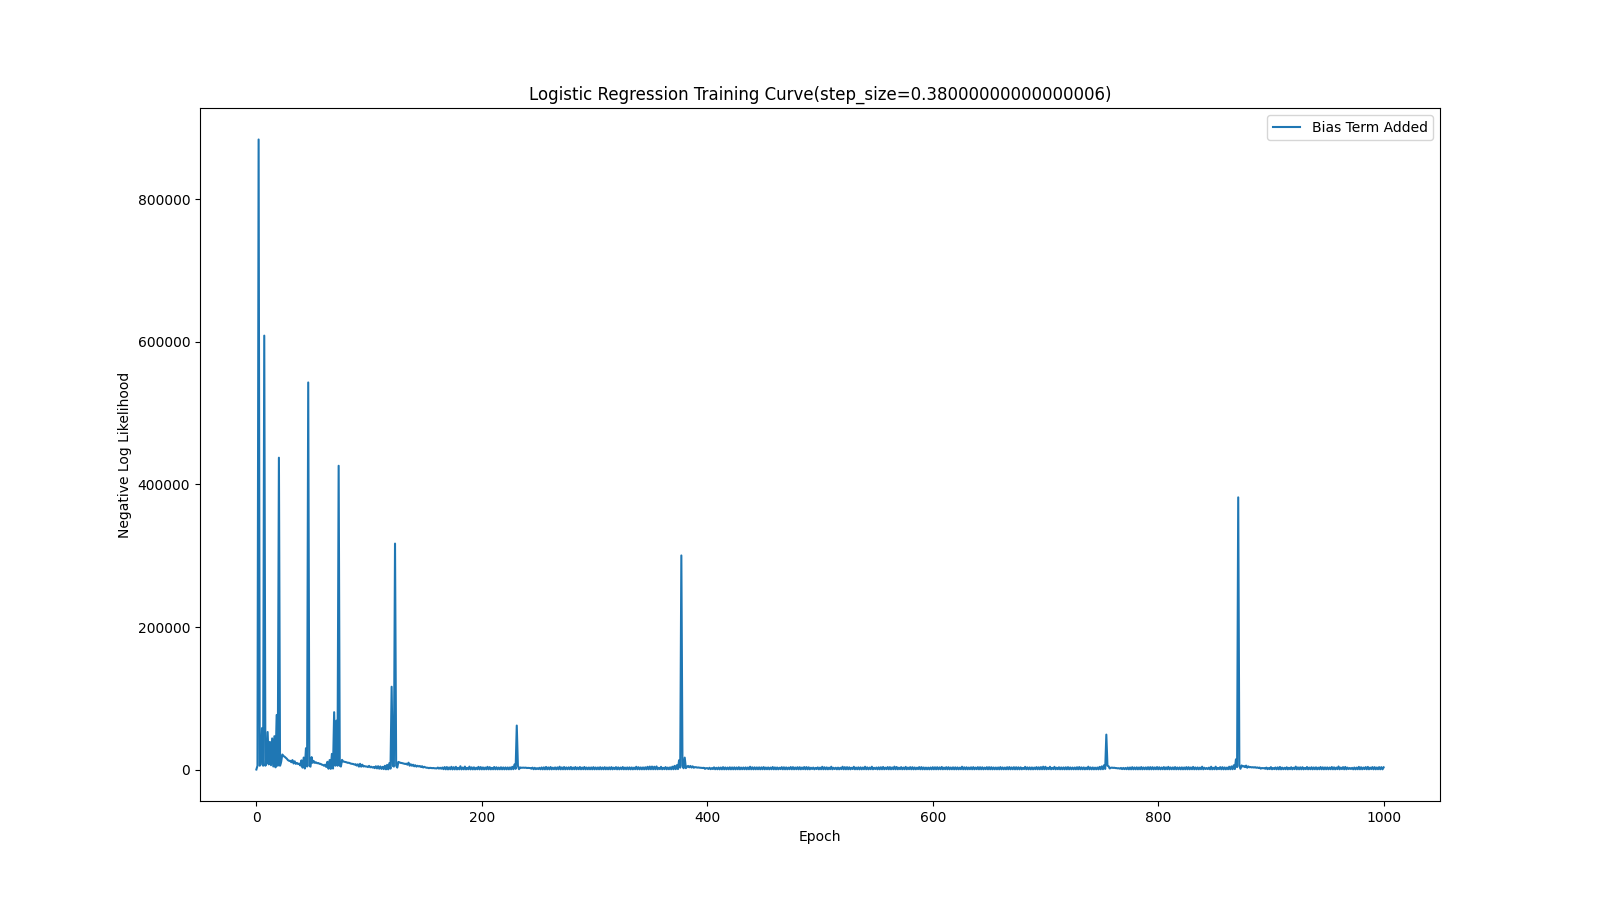 Logistic Regression Training Curve(step_size=0.38000000000000006)
Bias Term Added
Negative Log Likelihood
800000
600000
400000
200000
0
0 200 400 600 800 1000
Epoch